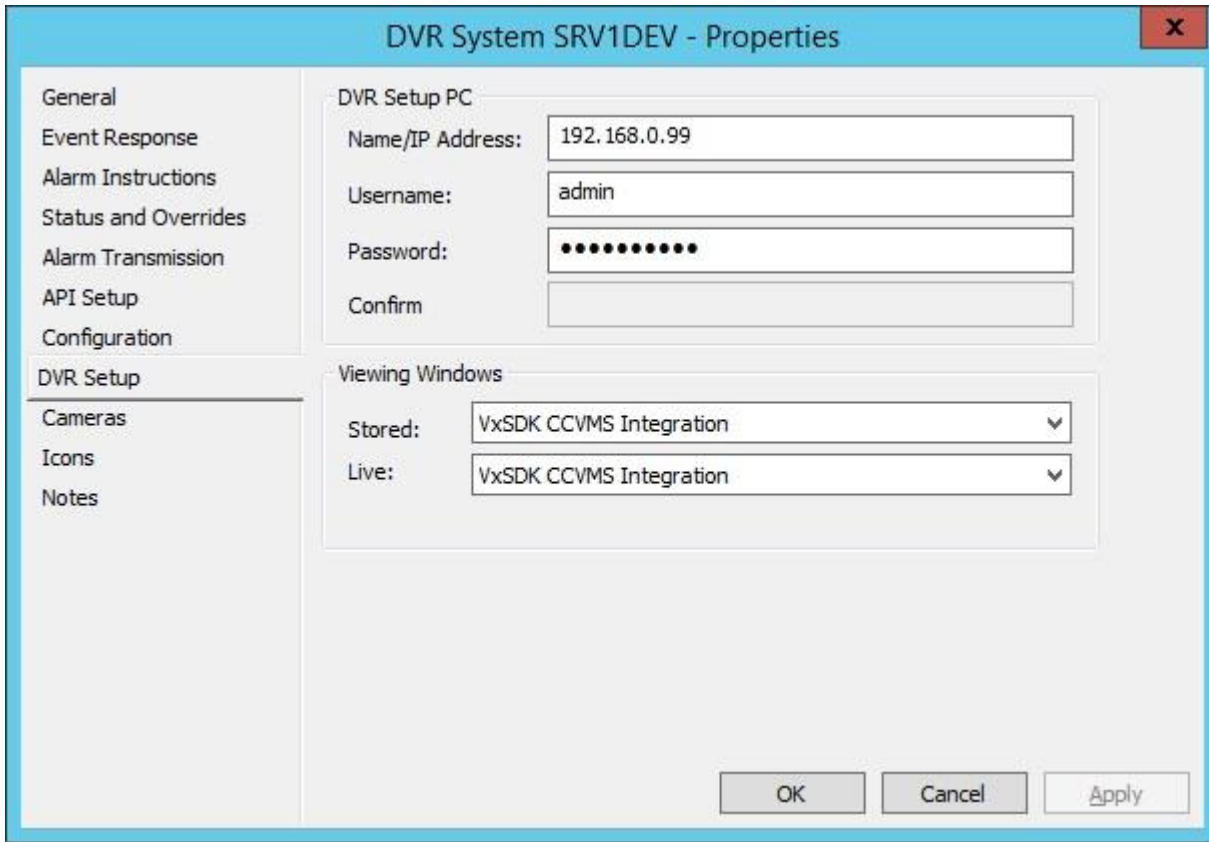 DVR System SRV1DEV - Properties
x
General
Event Response
Alarm Instructions
Status and Overrides
Alarm Transmission
API Setup
Configuration
DVR Setup
Cameras
Icons
Notes
DVR Setup PC
Name/IP Address: 192.168.0.99
Username: admin
Password: ●●●●●●●●●●
Confirm
Viewing Windows
Stored: VxSDK CCVMS Integration
Live: VxSDK CCVMS Integration
OK Cancel Apply